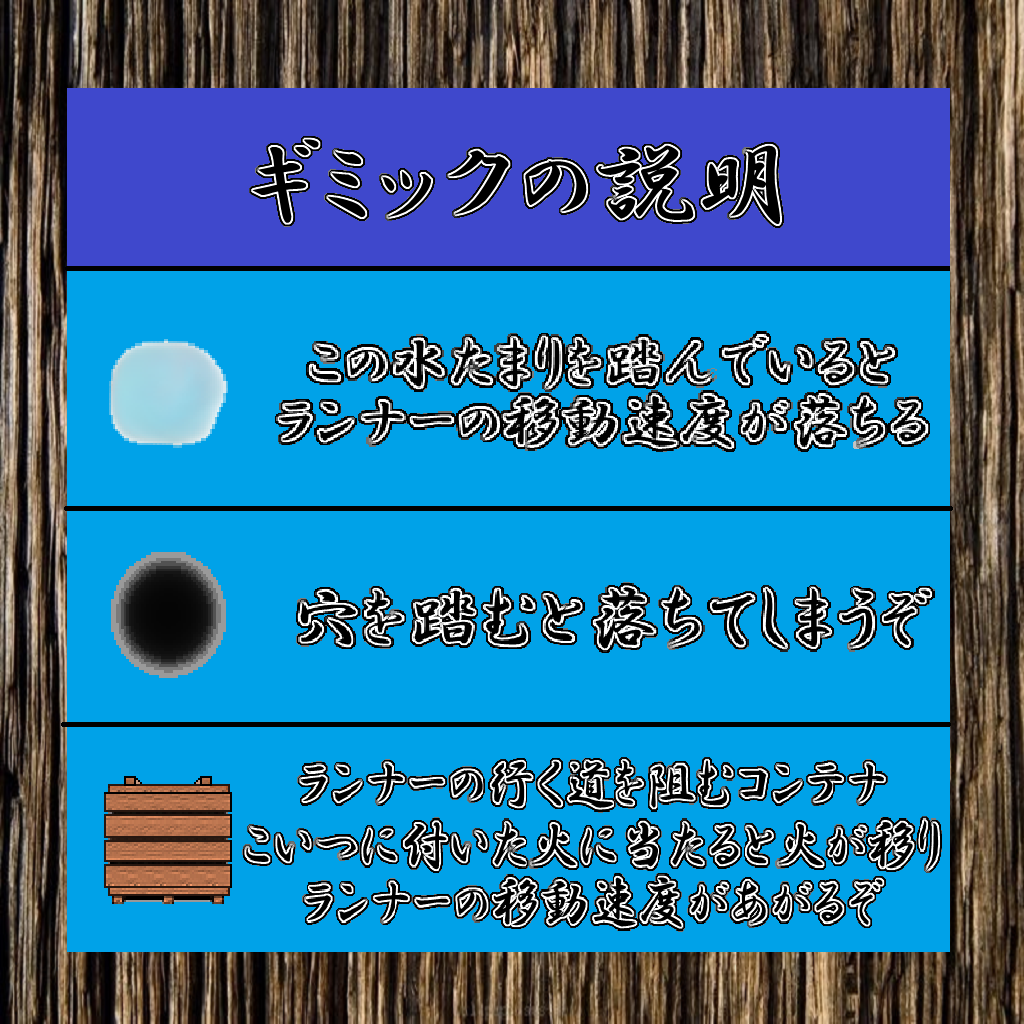 ギミックの説明
この水たまりを踏んでいると
ランナーの移動速度が落ちる
穴を踏むと落ちてしまうぞ
ランナーの行く道を阻むコンテナ
こいつに付いた火に当たると火が移り
ランナーの移動速度があがるぞ